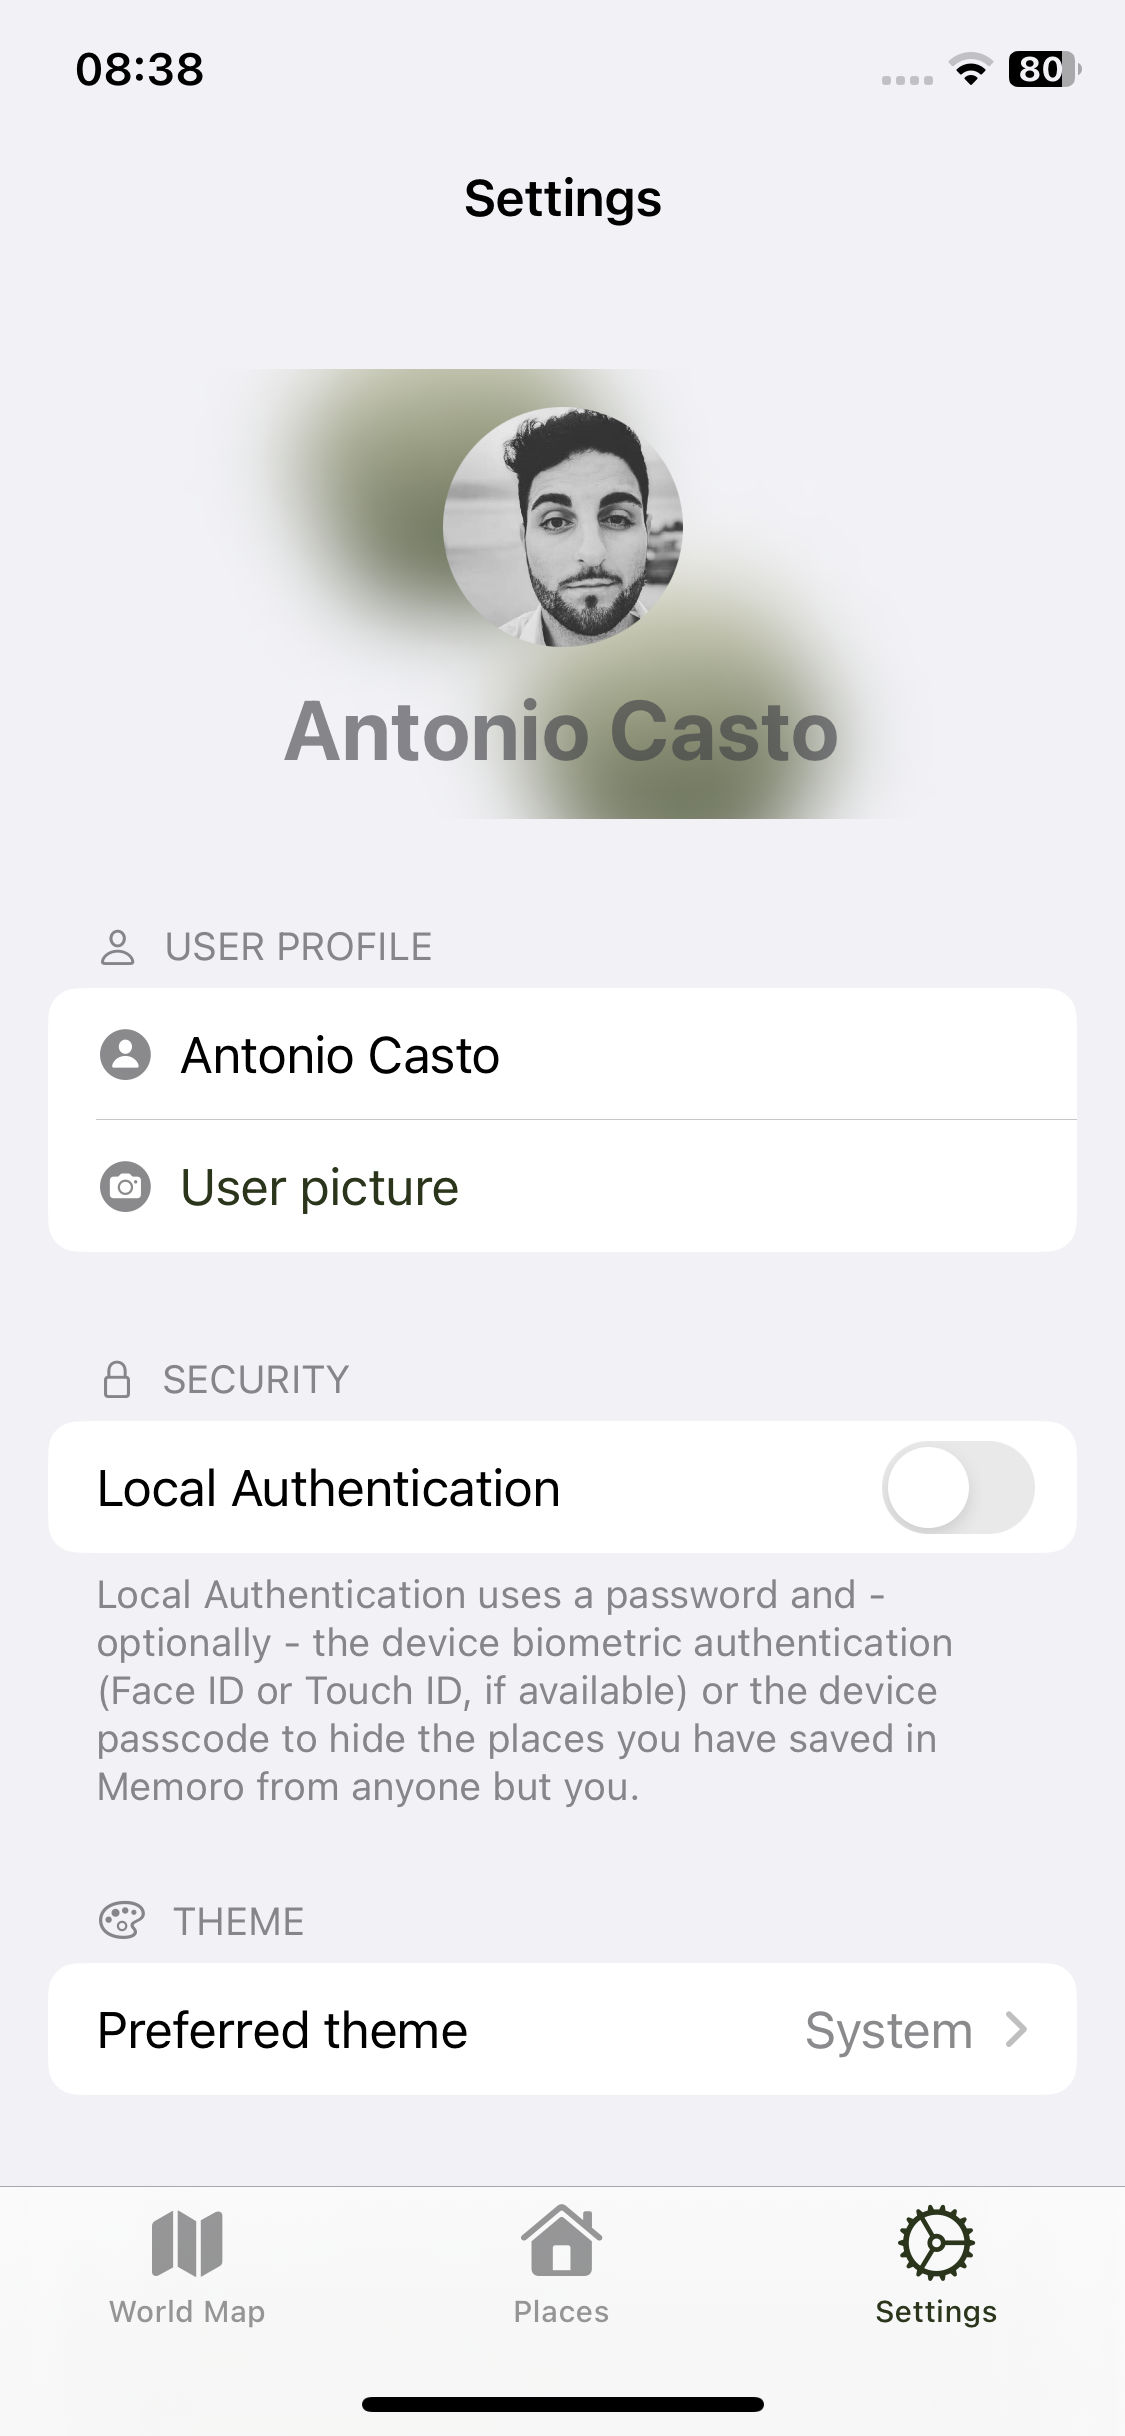 08:38
80
Settings
Antonio Casto
USER PROFILE
Antonio Casto
User picture
SECURITY
Local Authentication
Local Authentication uses a password and -
optionally - the device biometric authentication
(Face ID or Touch ID, if available) or the device
passcode to hide the places you have saved in
Memoro from anyone but you.
THEME
Preferred theme System
World Map Places Settings